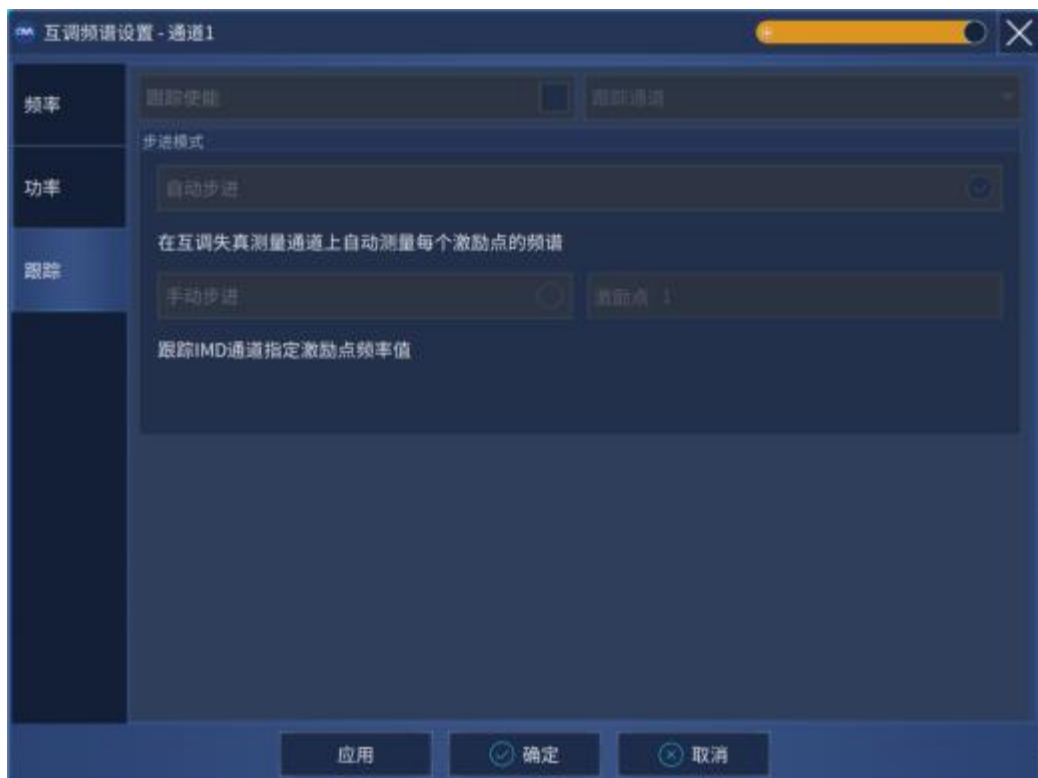 互调频谱设置 - 通道1
频率
跟踪使能
跟踪通道
步进模式
功率
自动步进
在互调失真测量通道上自动测量每个激励点的频谱
跟踪
手动步进
激励点 1
跟踪IMD通道指定激励点频率值
应用
确定
取消